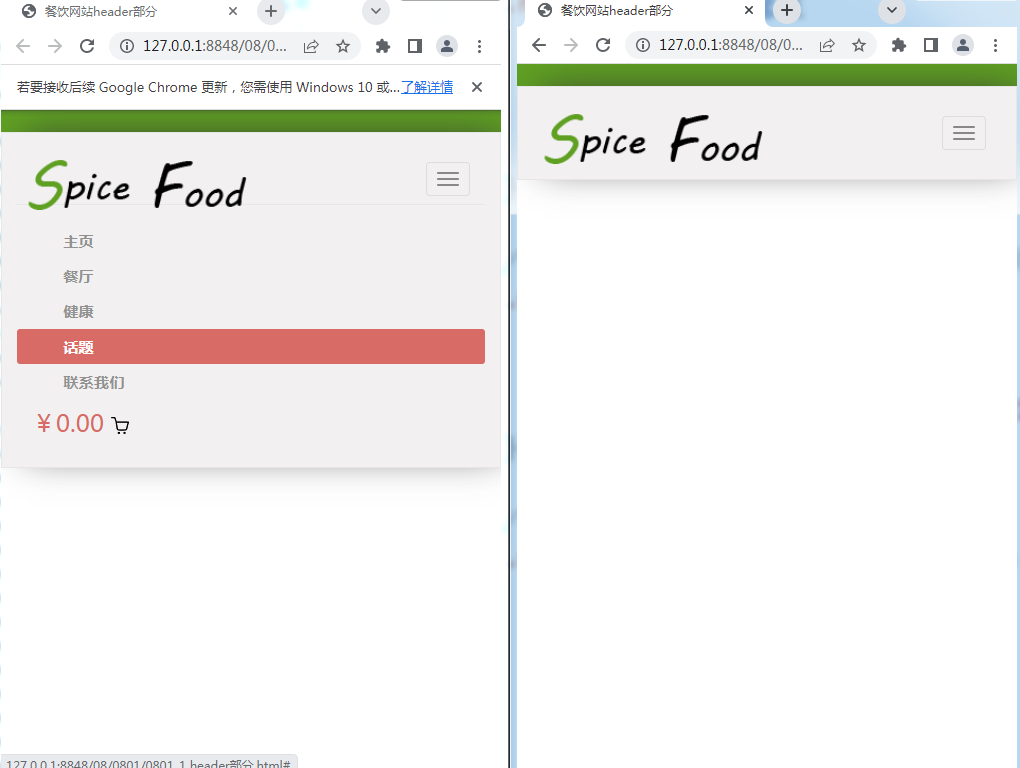 餐饮网站header部分
127.0.0.1:8848/08/0...
若要接收后续 Google Chrome 更新，您需使用 Windows 10 或...了解详情
Spice Food
主页
餐厅
健康
话题
联系我们
¥ 0.00
127.0.0.1:8848/08/0801/0801_1 header部分.html#
餐饮网站header部分
127.0.0.1:8848/08/0...
Spice Food